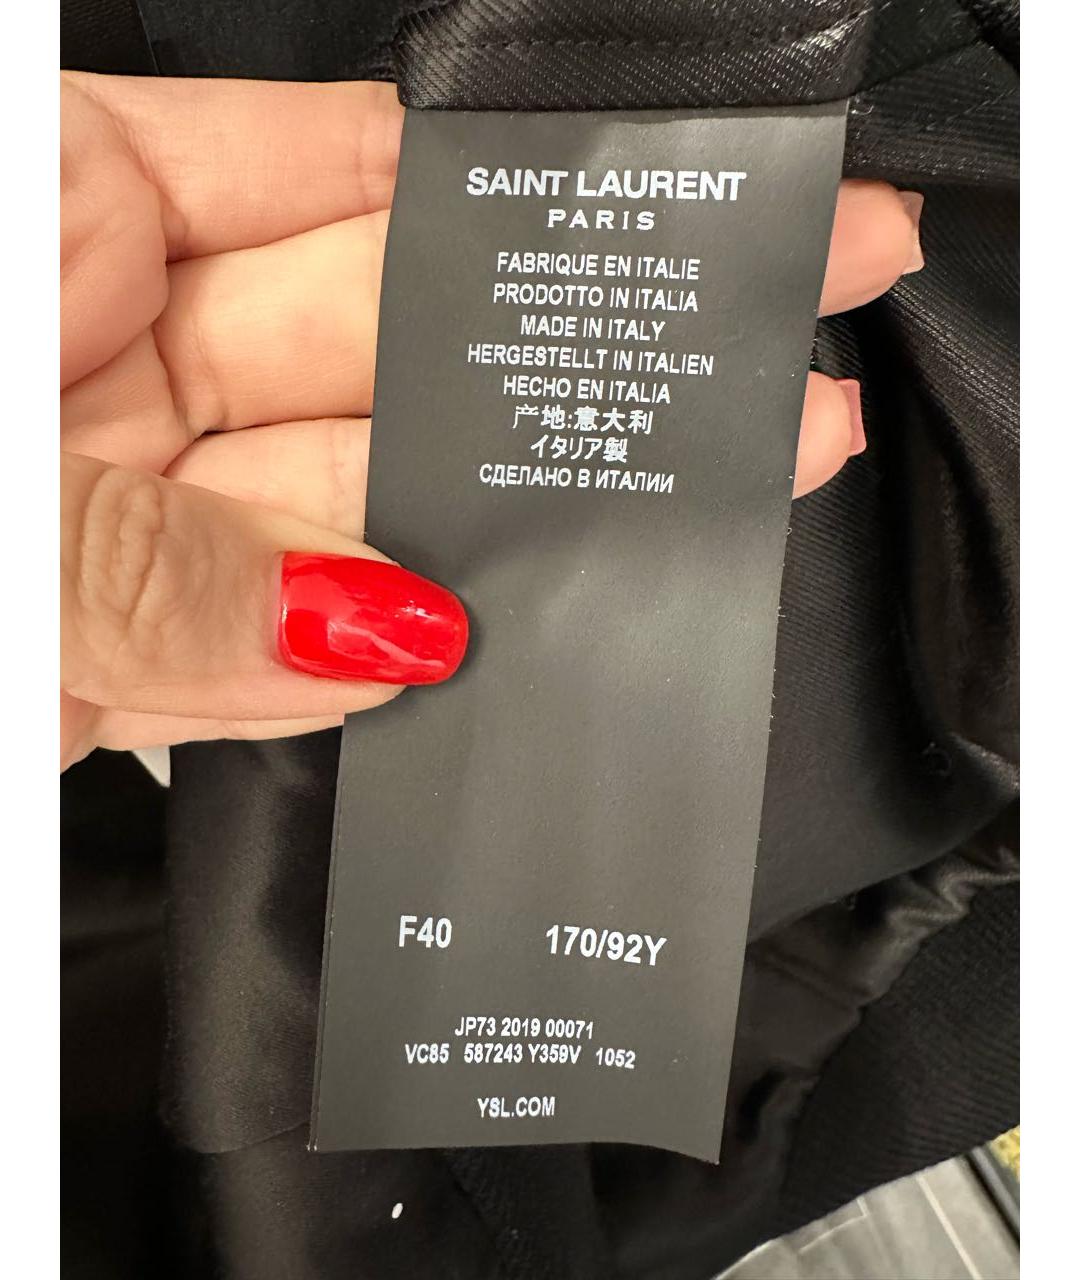 SAINT LAURENT
PARIS
FABRIQUE EN ITALIE
PRODOTTO IN ITALIA
MADE IN ITALY
HERGESTELLT IN ITALIEN
HECHO EN ITALIA
产地:意大利
イタリア製
СДЕЛАНО В ИТАЛИИ
F40 170/92Y
JP73 2019 00071
VC85 587243 Y359V 1052
YSL.COM